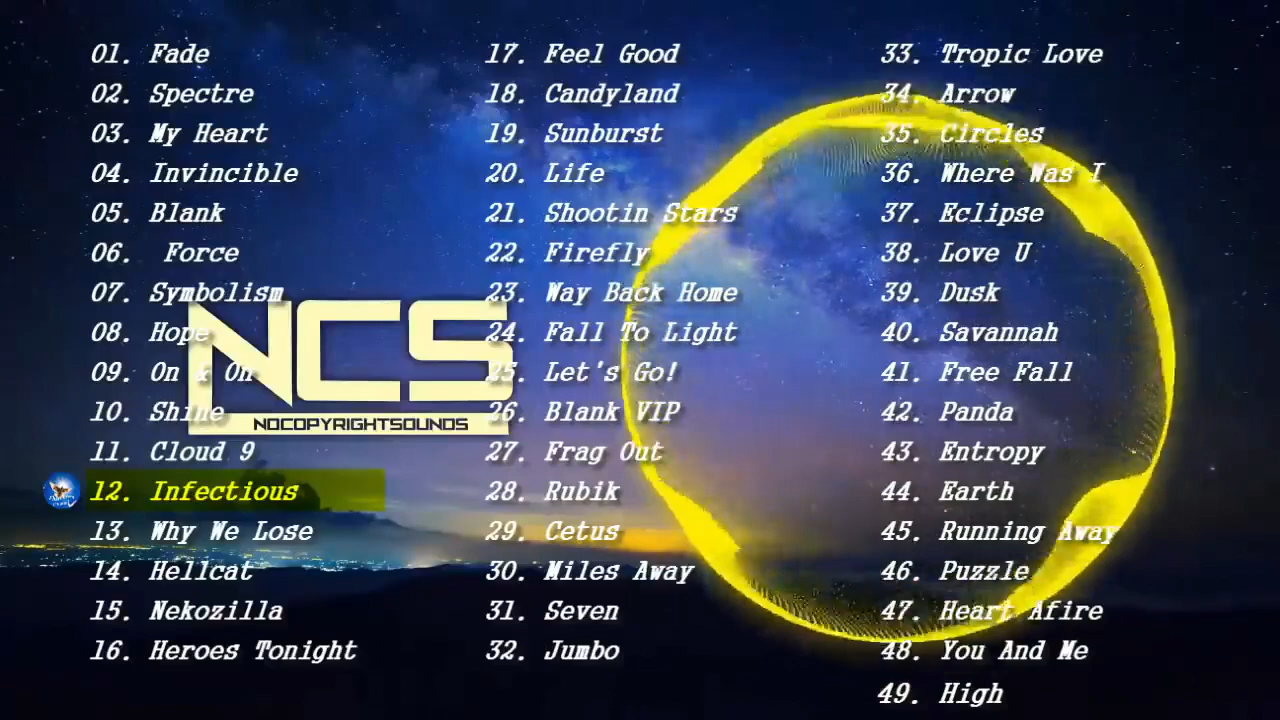 01. Fade
02. Spectre
03. My Heart
04. Invincible
05. Blank
06. Force
07. Symbolism
08. Hope
09. On & On
10. Shine
11. Cloud 9
12. Infectious
13. Why We Lose
14. Hellcat
15. Nekozilla
16. Heroes Tonight
NCS
NOCOPYRIGHTSOUNDS
17. Feel Good
18. Candyland
19. Sunburst
20. Life
21. Shootin Stars
22. Firefly
23. Way Back Home
24. Fall To Light
25. Let's Go!
26. Blank VIP
27. Frag Out
28. Rubik
29. Cetus
30. Miles Away
31. Seven
32. Jumbo
33. Tropic Love
34. Arrow
35. Circles
36. Where Was I
37. Eclipse
38. Love U
39. Dusk
40. Savannah
41. Free Fall
42. Panda
43. Entropy
44. Earth
45. Running Away
46. Puzzle
47. Heart Afire
48. You And Me
49. High